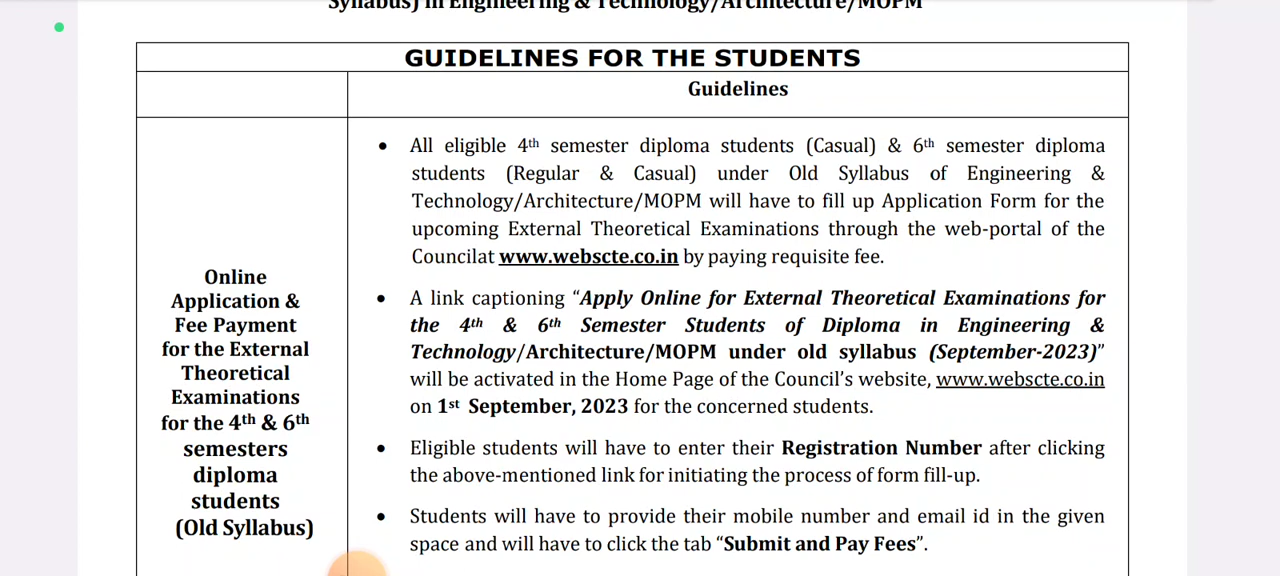 Syllabus) in Engineering & Technology/Architecture/MOPM
GUIDELINES FOR THE STUDENTS
Guidelines
Online
Application &
Fee Payment
for the External
Theoretical
Examinations
for the 4th & 6th
semesters
diploma
students
(Old Syllabus)
• All eligible 4th semester diploma students (Casual) & 6th semester diploma
students (Regular & Casual) under Old Syllabus of Engineering &
Technology/Architecture/MOPM will have to fill up Application Form for the
upcoming External Theoretical Examinations through the web-portal of the
Councilat www.webscte.co.in by paying requisite fee.
• A link captioning “Apply Online for External Theoretical Examinations for
the 4th & 6th Semester Students of Diploma in Engineering &
Technology/Architecture/MOPM under old syllabus (September-2023)”
will be activated in the Home Page of the Council’s website, www.webscte.co.in
on 1st September, 2023 for the concerned students.
• Eligible students will have to enter their Registration Number after clicking
the above-mentioned link for initiating the process of form fill-up.
• Students will have to provide their mobile number and email id in the given
space and will have to click the tab “Submit and Pay Fees”.